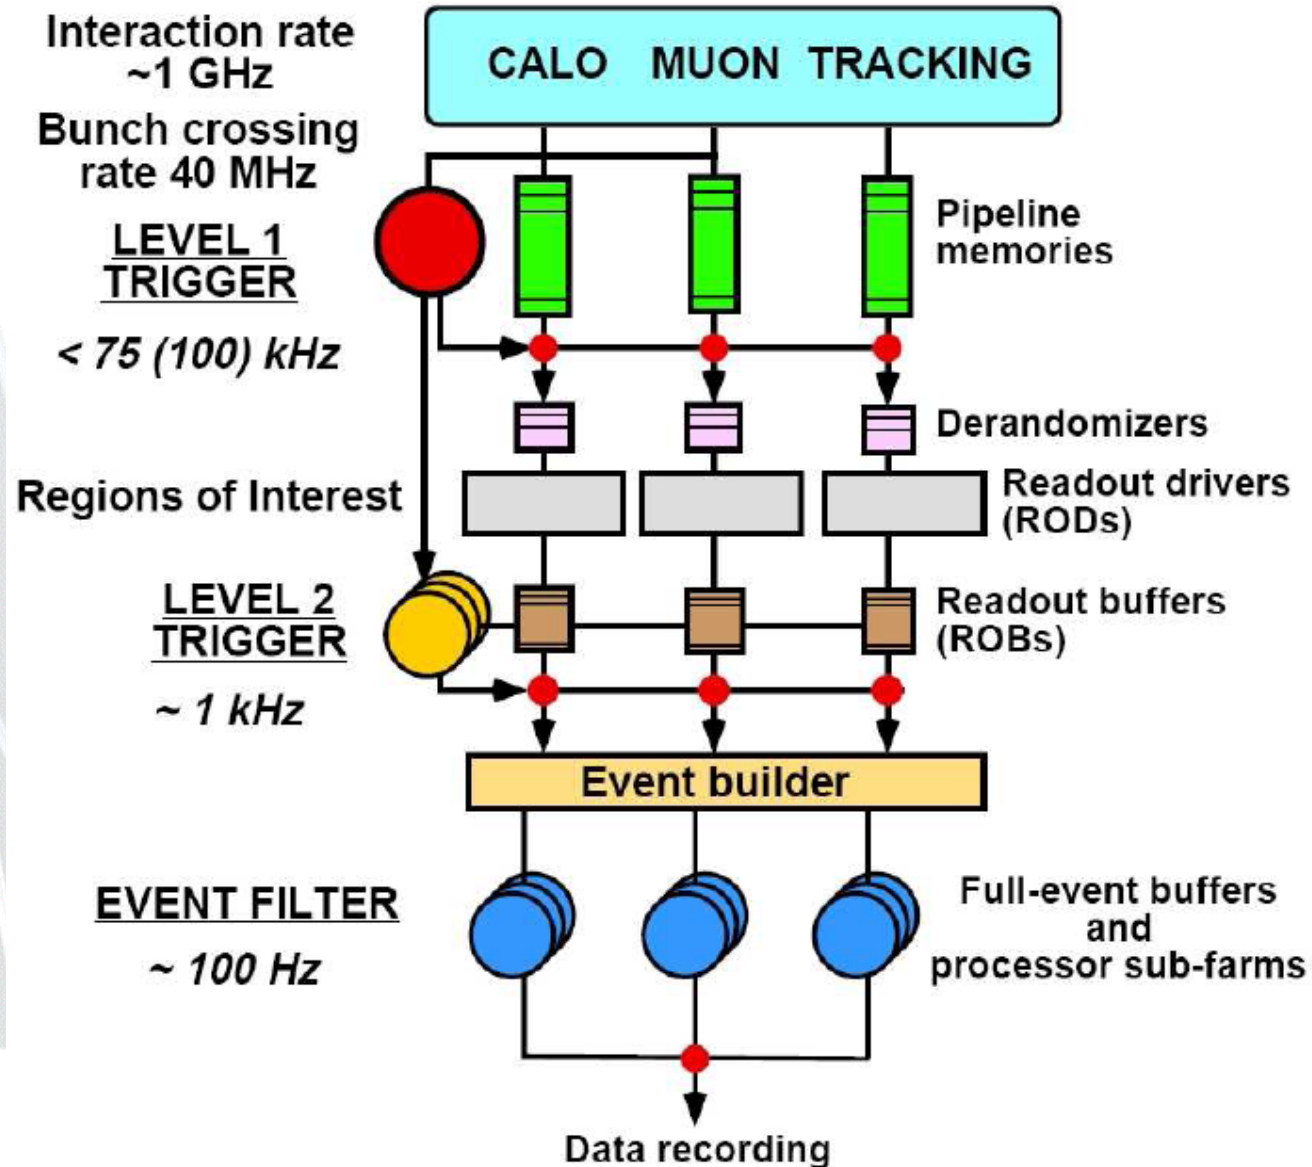 Interaction rate
~1 GHz
CALO MUON TRACKING
Bunch crossing
rate 40 MHz
LEVEL 1
TRIGGER
Pipeline
memories
< 75 (100) kHz
Derandomizers
Regions of Interest
Readout drivers
(RODs)
LEVEL 2
TRIGGER
Readout buffers
(ROBs)
~ 1 kHz
Event builder
EVENT FILTER
~ 100 Hz
Full-event buffers
and
processor sub-farms
Data recording